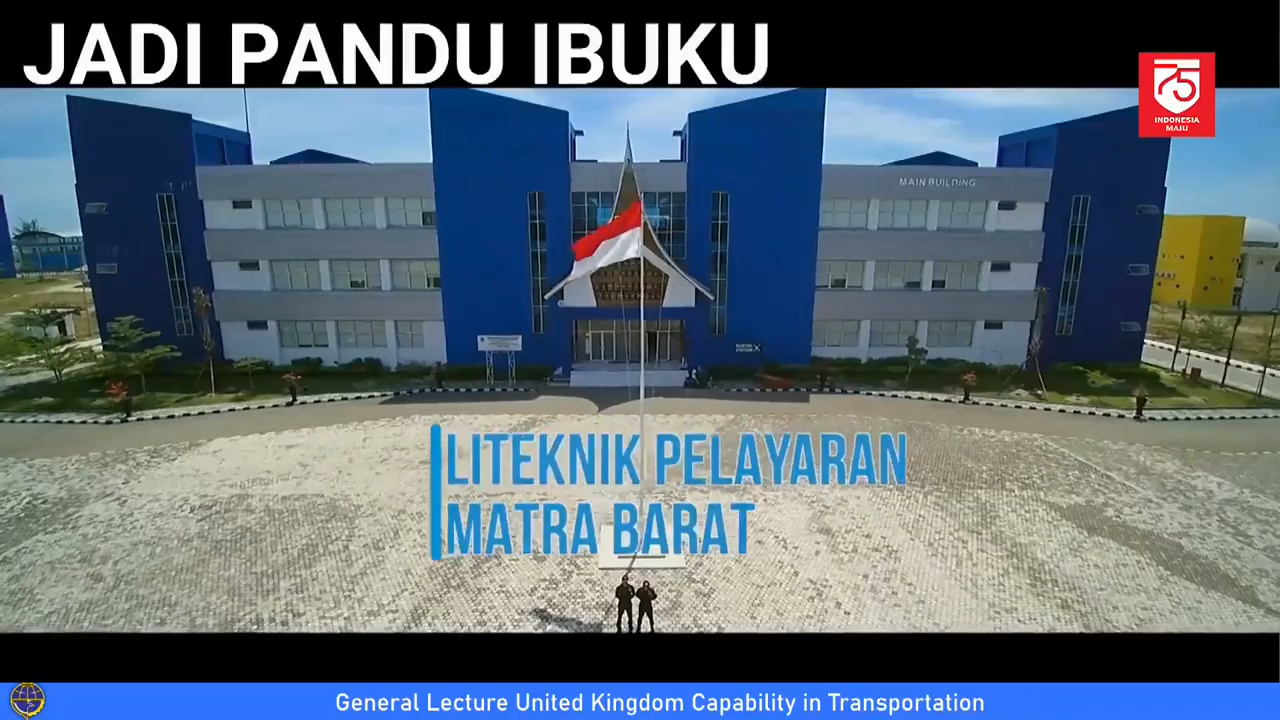 JADI PANDU IBUKU
75
INDONESIA
MAJU
MAIN BUILDING
LITEKNIK PELAYARAN
MATRA BARAT
General Lecture United Kingdom Capability in Transportation